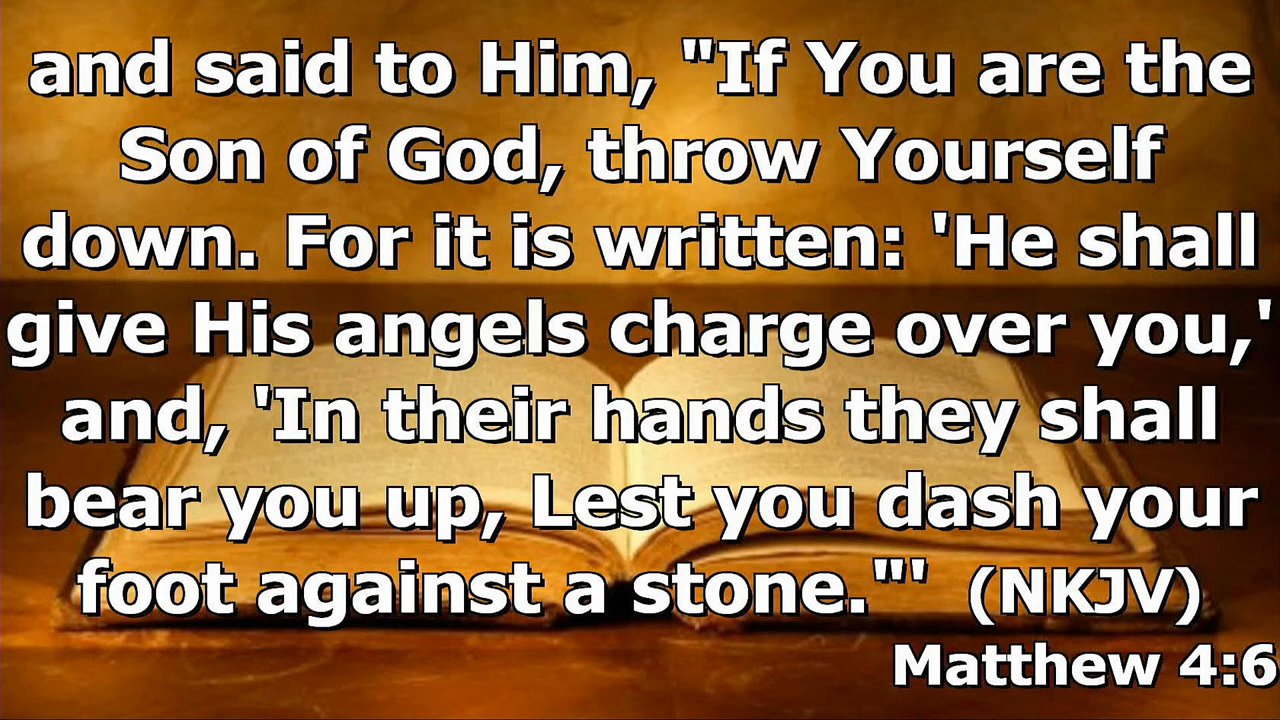 and said to Him, "If You are the
Son of God, throw Yourself
down. For it is written: 'He shall
give His angels charge over you,'
and, 'In their hands they shall
bear you up, Lest you dash your
foot against a stone."' (NKJV)
Matthew 4:6